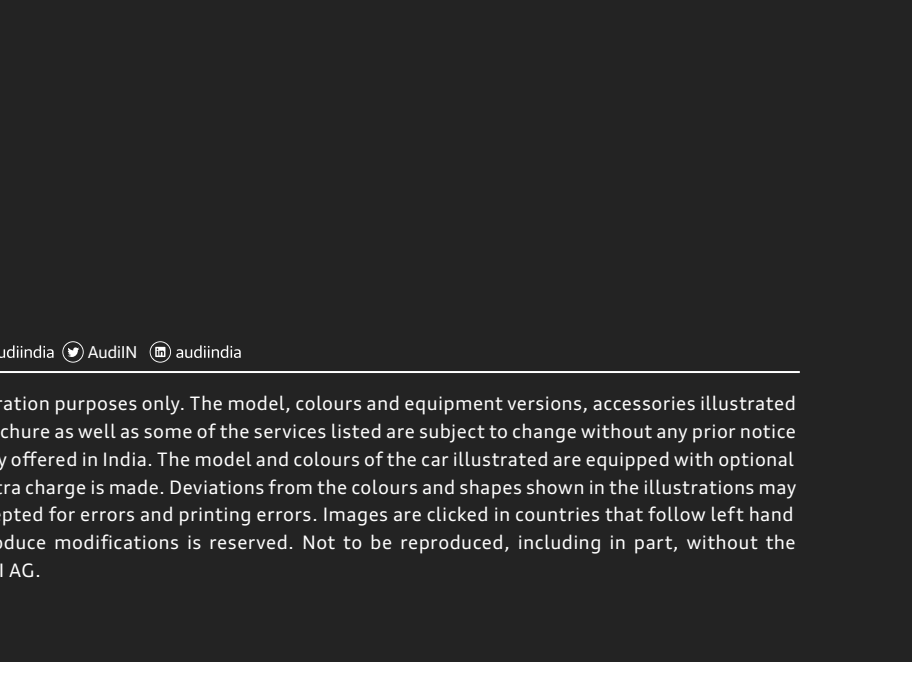 udiindia AudiIN audiindia
ration purposes only. The model, colours and equipment versions, accessories illustrated
chure as well as some of the services listed are subject to change without any prior notice
y offered in India. The model and colours of the car illustrated are equipped with optional
tra charge is made. Deviations from the colours and shapes shown in the illustrations may
epted for errors and printing errors. Images are clicked in countries that follow left hand
oduce modifications is reserved. Not to be reproduced, including in part, without the
I AG.